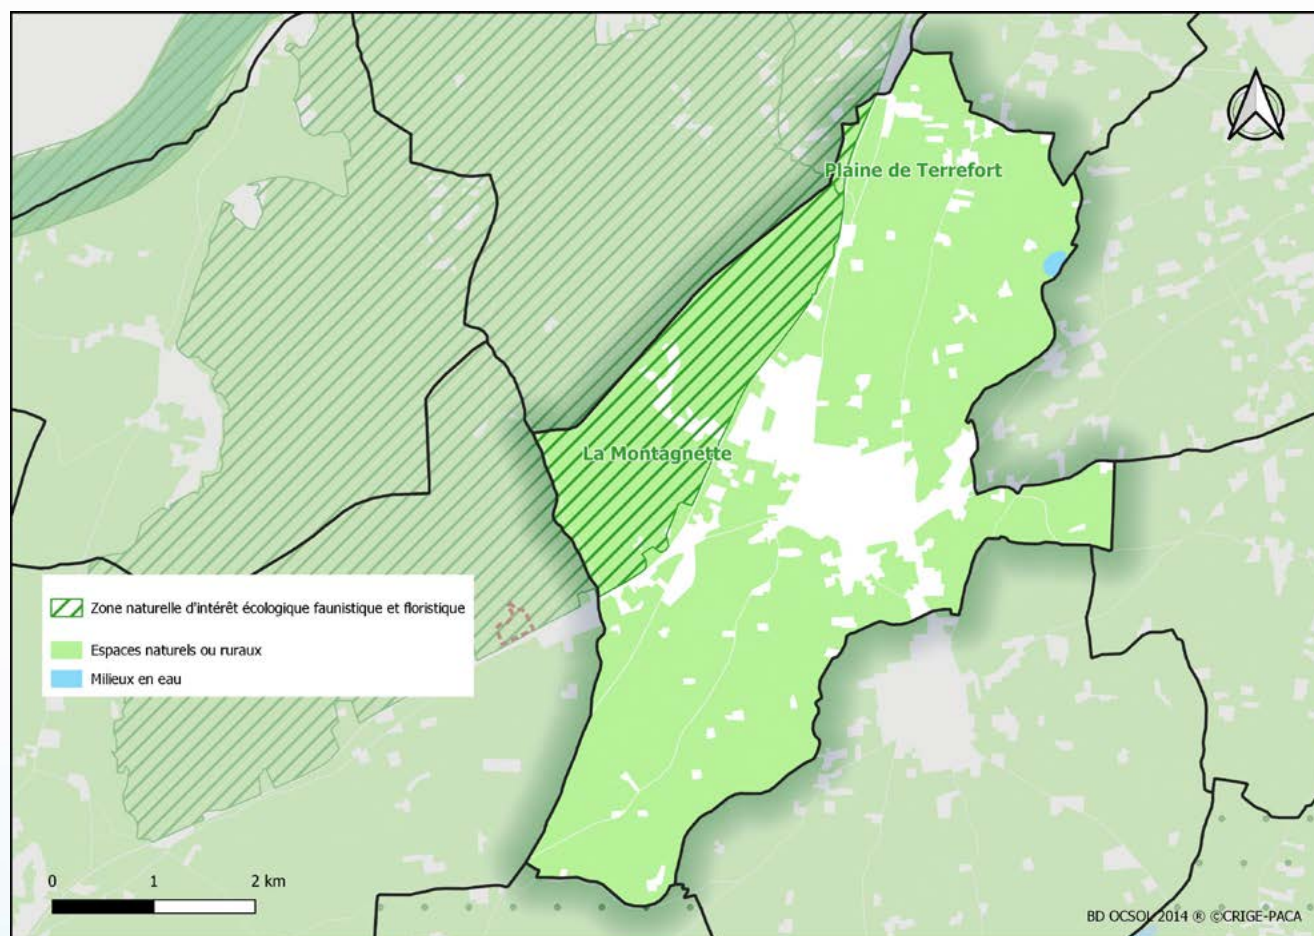 Plaine de Terrefort
La Montagnette
Zone naturelle d'intérêt écologique faunistique et floristique
Espaces naturels ou ruraux
Milieux en eau
0 1 2 km
BD OCSOL 2014 ® ©CRIGE-PACA